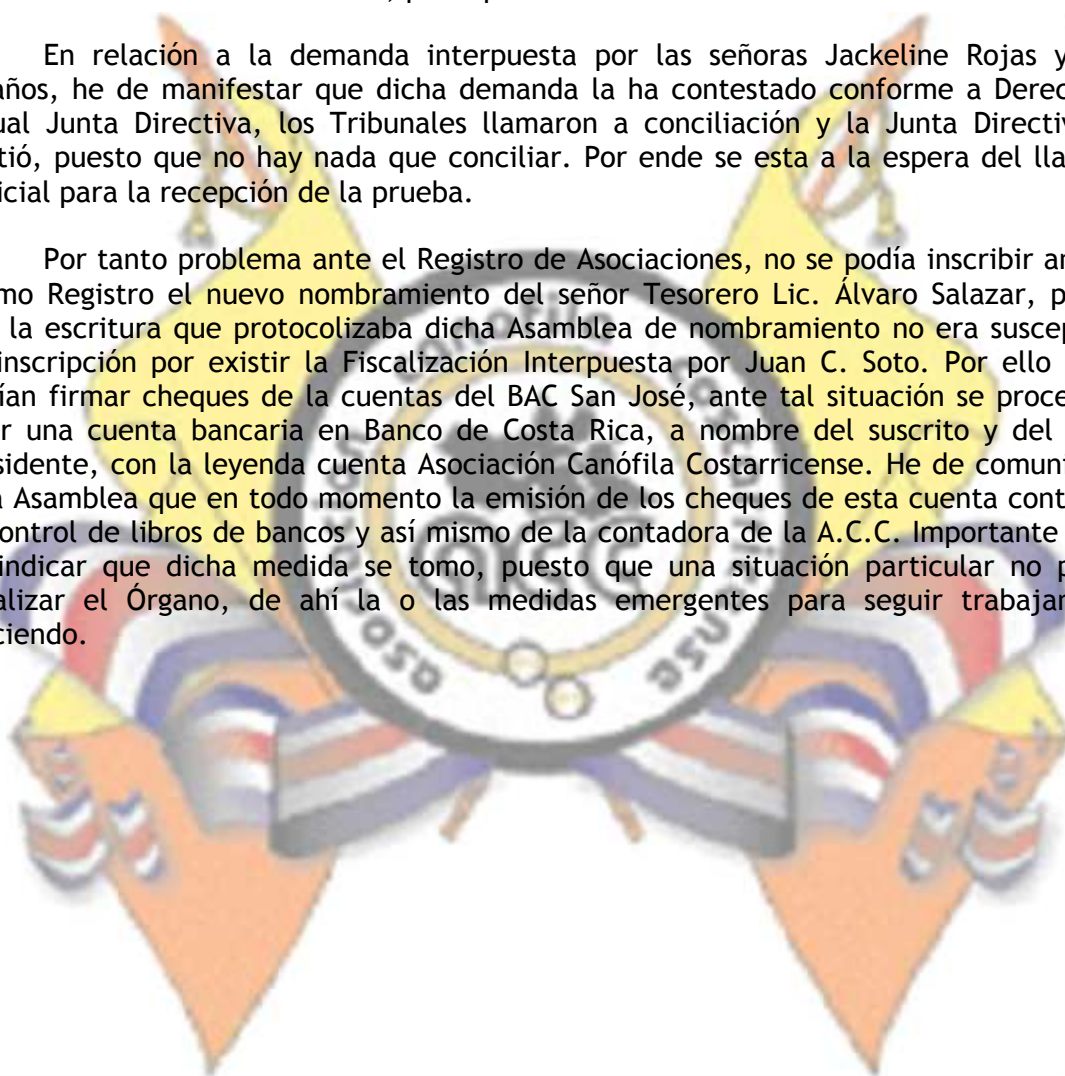 En relación a la demanda interpuesta por las señoras Jackeline Rojas y
años, he de manifestar que dicha demanda la ha contestado conforme a Derec
ual Junta Directiva, los Tribunales llamaron a conciliación y la Junta Directiv
tió, puesto que no hay nada que conciliar. Por ende se esta a la espera del lla
icial para la recepción de la prueba.
Por tanto problema ante el Registro de Asociaciones, no se podía inscribir an
mo Registro el nuevo nombramiento del señor Tesorero Lic. Álvaro Salazar, p
la escritura que protocolizaba dicha Asamblea de nombramiento no era suscep
inscripción por existir la Fiscalización Interpuesta por Juan C. Soto. Por ello
ían firmar cheques de la cuentas del BAC San José, ante tal situación se proce
r una cuenta bancaria en Banco de Costa Rica, a nombre del suscrito y del
sidente, con la leyenda cuenta Asociación Canófila Costarricense. He de comuni
a Asamblea que en todo momento la emisión de los cheques de esta cuenta cont
ontrol de libros de bancos y así mismo de la contadora de la A.C.C. Importante
indicar que dicha medida se tomo, puesto que una situación particular no p
alizar el Órgano, de ahí la o las medidas emergentes para seguir trabajan
ciendo.